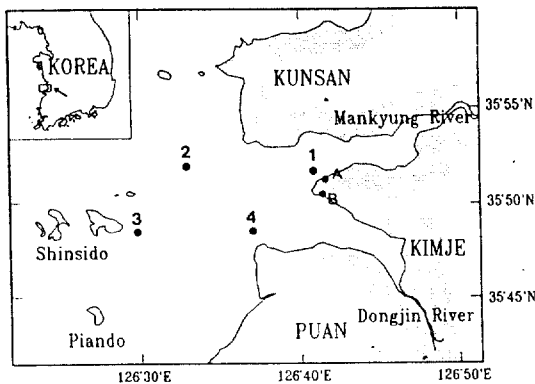 KOREA
KUNSAN
Mankyung River
35°55'N
2
1
A
B
35°50'N
3
4
Shinsido
KIMJE
35°45'N
Dongjin River
Piando
PUAN
126°30'E
126°40'E
126°50'E